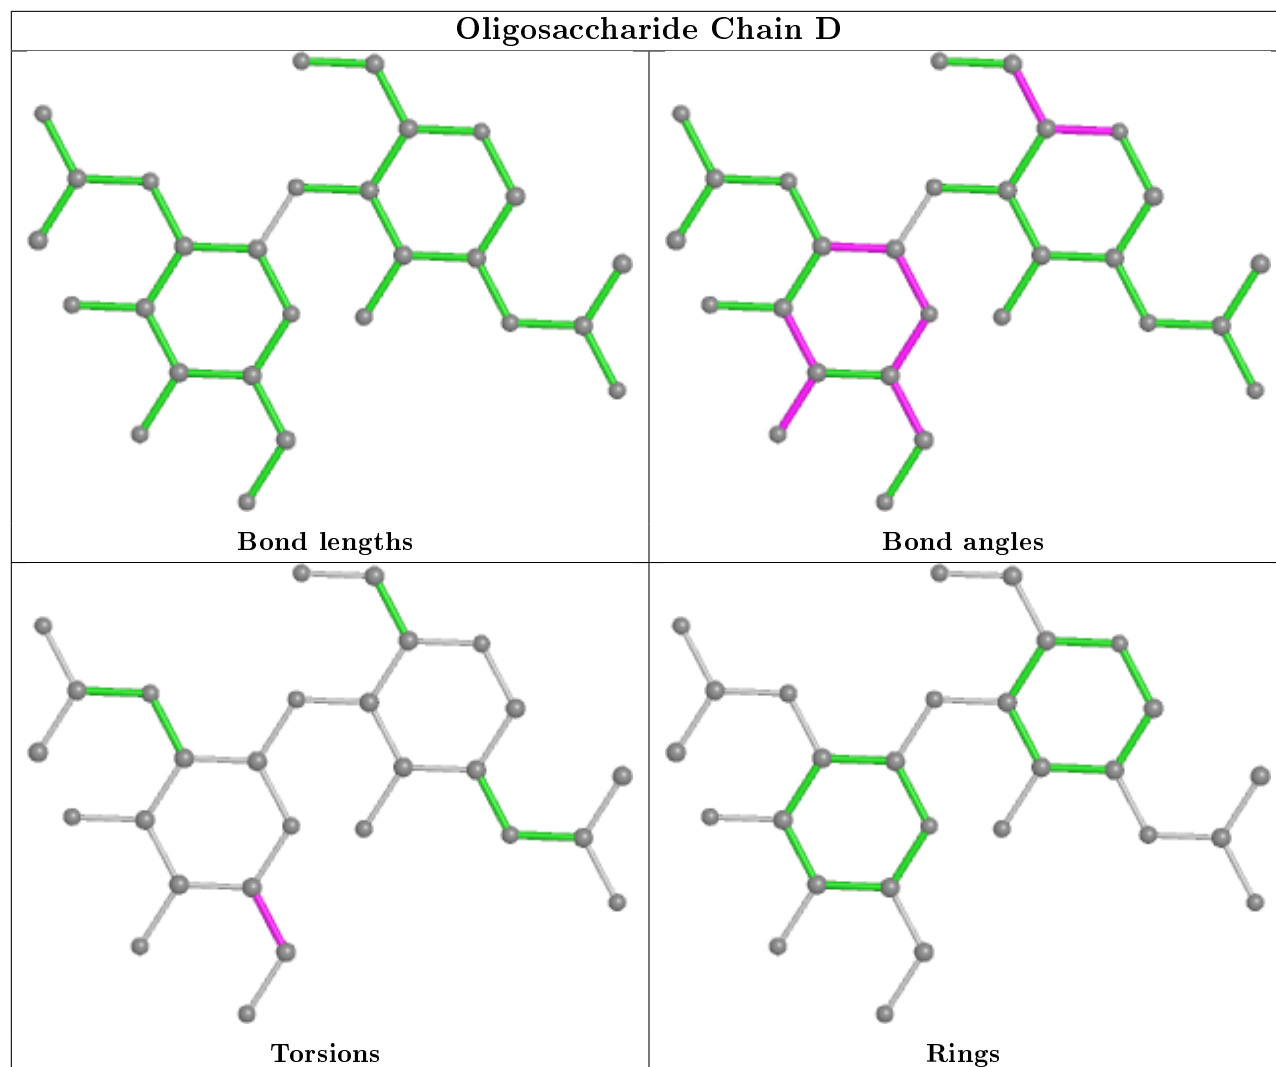 Oligosaccharide Chain D
Bond lengths
Bond angles
Torsions
Rings